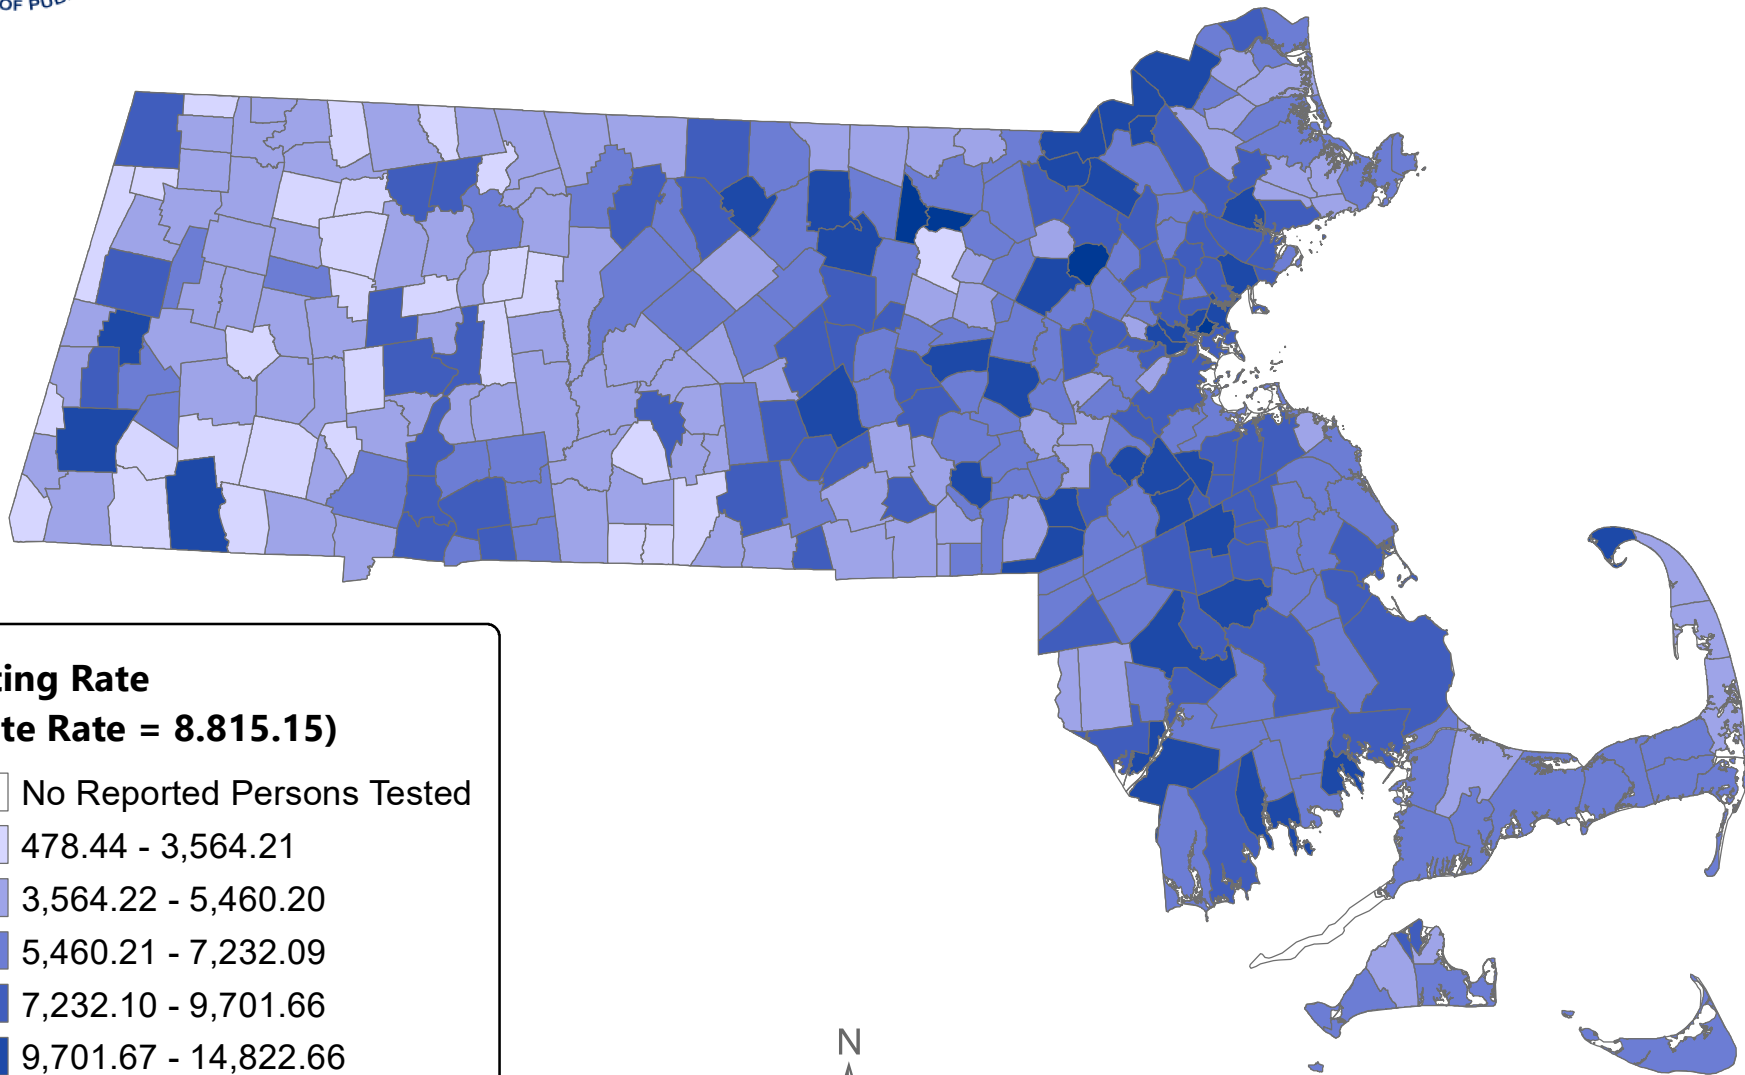 OF PU
ting Rate
te Rate = 8.815.15)
No Reported Persons Tested
478.44 - 3,564.21
3,564.22 - 5,460.20
5,460.21 - 7,232.09
7,232.10 - 9,701.66
9,701.67 - 14,822.66
N